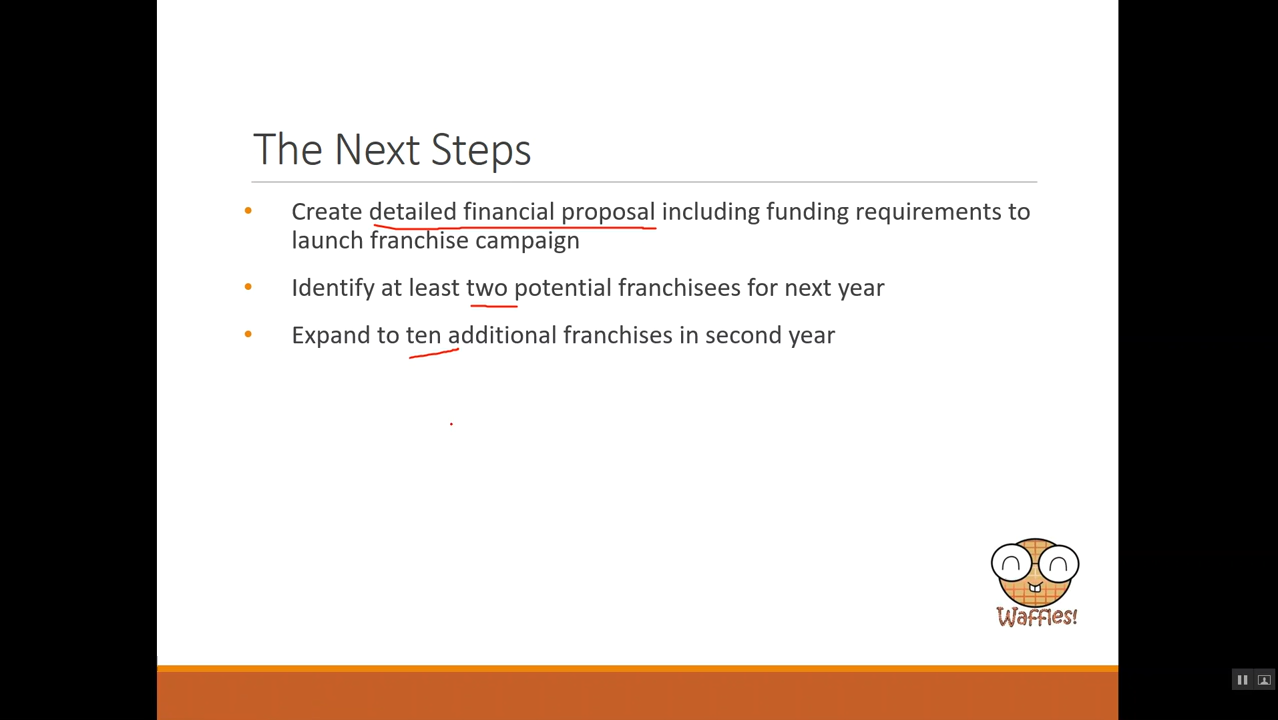 The Next Steps
• Create detailed financial proposal including funding requirements to
launch franchise campaign
• Identify at least two potential franchisees for next year
• Expand to ten additional franchises in second year
Waffles!